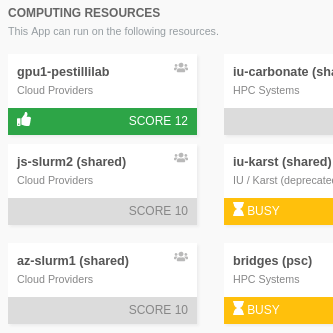 COMPUTING RESOURCES
This App can run on the following resources.
gpu1-pestillilab
Cloud Providers
SCORE 12
iu-carbonate (sha
HPC Systems
js-slurm2 (shared)
Cloud Providers
SCORE 10
iu-karst (shared)
IU / Karst (deprecate
BUSY
az-slurm1 (shared)
Cloud Providers
SCORE 10
bridges (psc)
HPC Systems
BUSY